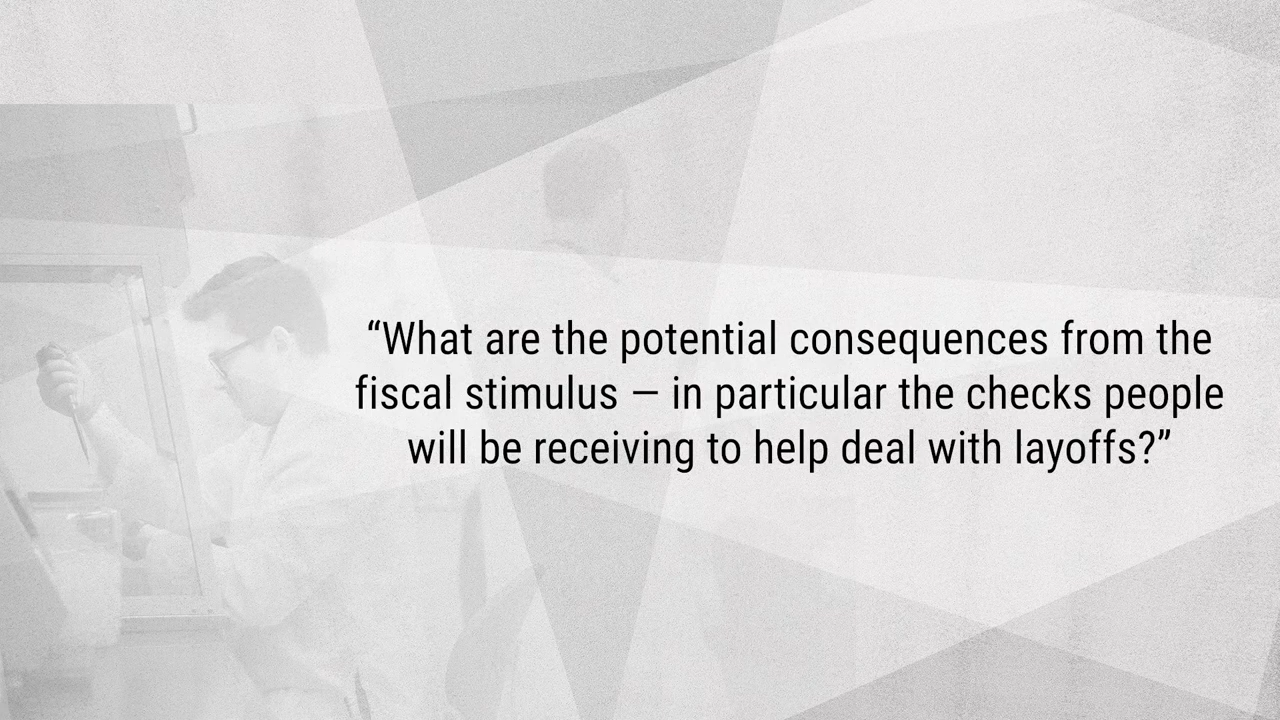 “What are the potential consequences from the
fiscal stimulus — in particular the checks people
will be receiving to help deal with layoffs?”